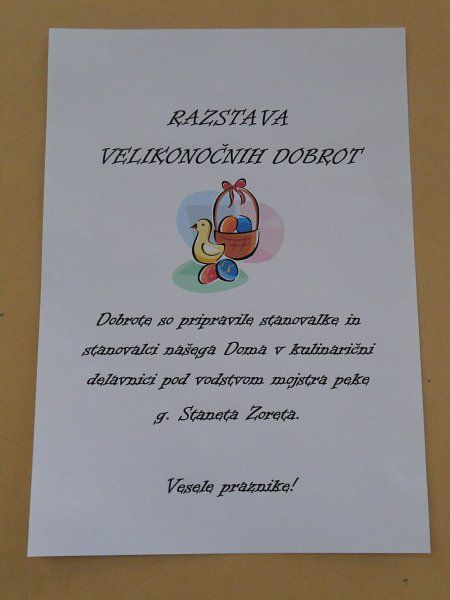 RAZSTAVA
VELIKONOČNIH DOBROT
Dobrote so pripravile stanovalke in
stanovalci našega Doma v kulinarični
delavnici pod vodstvom mojstra peke
g. Staneta Zoreta.
Vesele praznike!